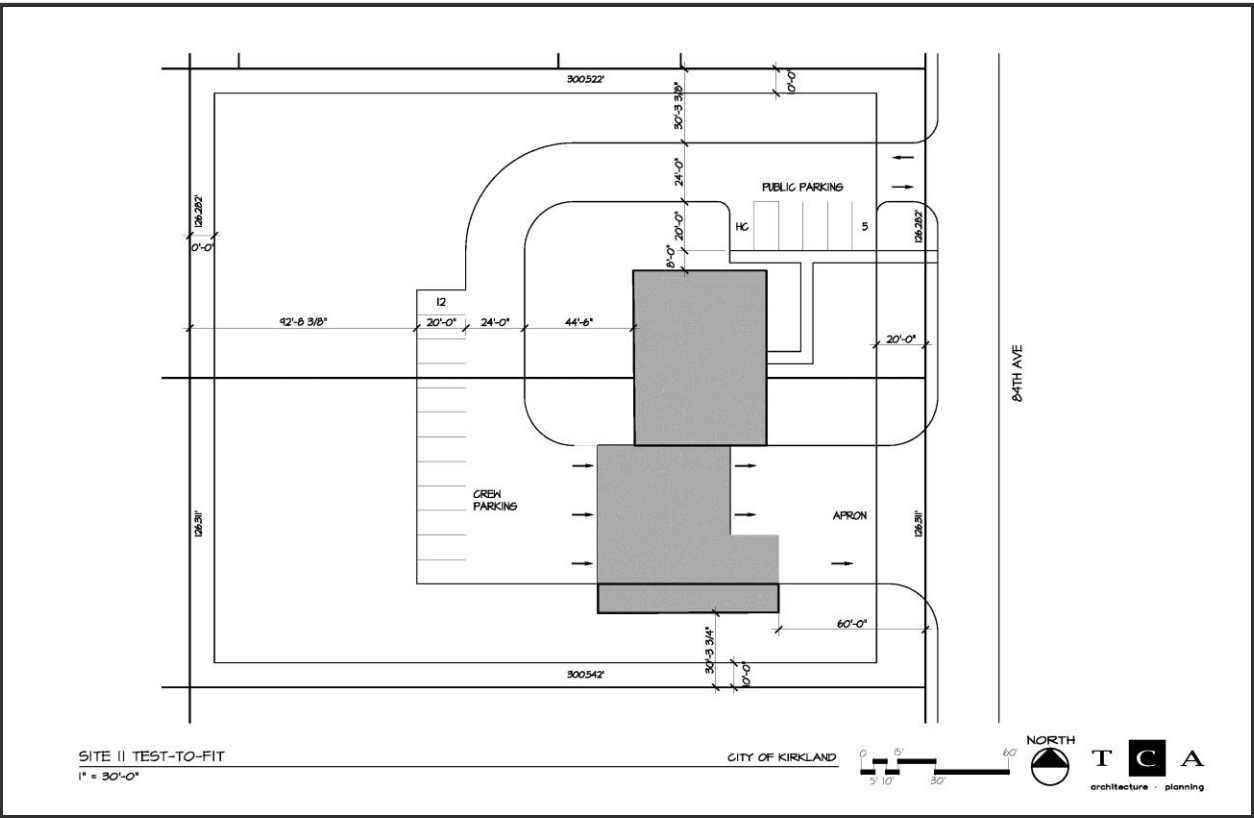 300.522'
10'-0"
30'-3 3/8"
24'-0"
PUBLIC PARKING
126.282'
HC
5
126.282'
20'-0"
0'-0"
8'-0"
12
92'-8 3/8"
20'-0"
24'-0"
44'-6"
20'-0"
84TH AVE
CREW
PARKING
APRON
126.311'
126.311'
60'-0"
30'-3 3/4"
10'-0"
300.542'
SITE II TEST-TO-FIT
1" = 30'-0"
CITY OF KIRKLAND
0 15' 60'
5' 10' 30'
NORTH
T C A
architecture · planning